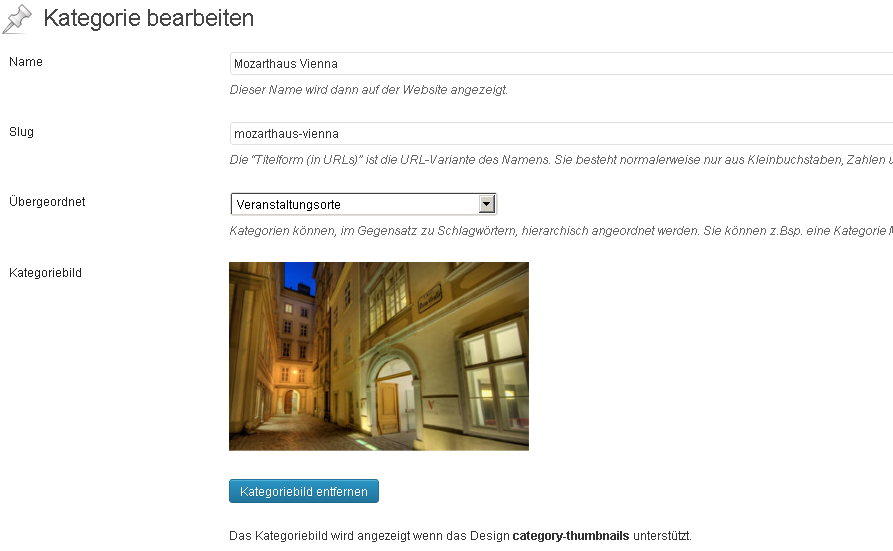 Kategorie bearbeiten
Name
Mozarthaus Vienna
Dieser Name wird dann auf der Website angezeigt.
Slug
mozarthaus-vienna
Die "Titelform (in URLs)" ist die URL-Variante des Namens. Sie besteht normalerweise nur aus Kleinbuchstaben, Zahlen
Übergeordnet
Veranstaltungsorte
Kategorien können, im Gegensatz zu Schlagwörtern, hierarchisch angeordnet werden. Sie können z.Bsp. eine Kategorie
Kategoriebild
Kategoriebild entfernen
Das Kategoriebild wird angezeigt wenn das Design category-thumbnails unterstützt.